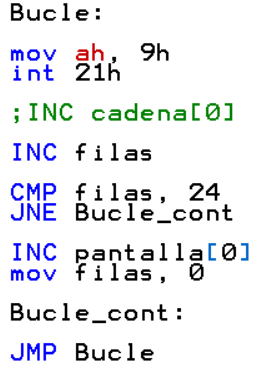 Bucle:
mov ah, 9h
int 21h
;INC cadena[0]
INC filas
CMP filas, 24
JNE Bucle_cont
INC pantalla[0]
mov filas, 0
Bucle_cont:
JMP Bucle